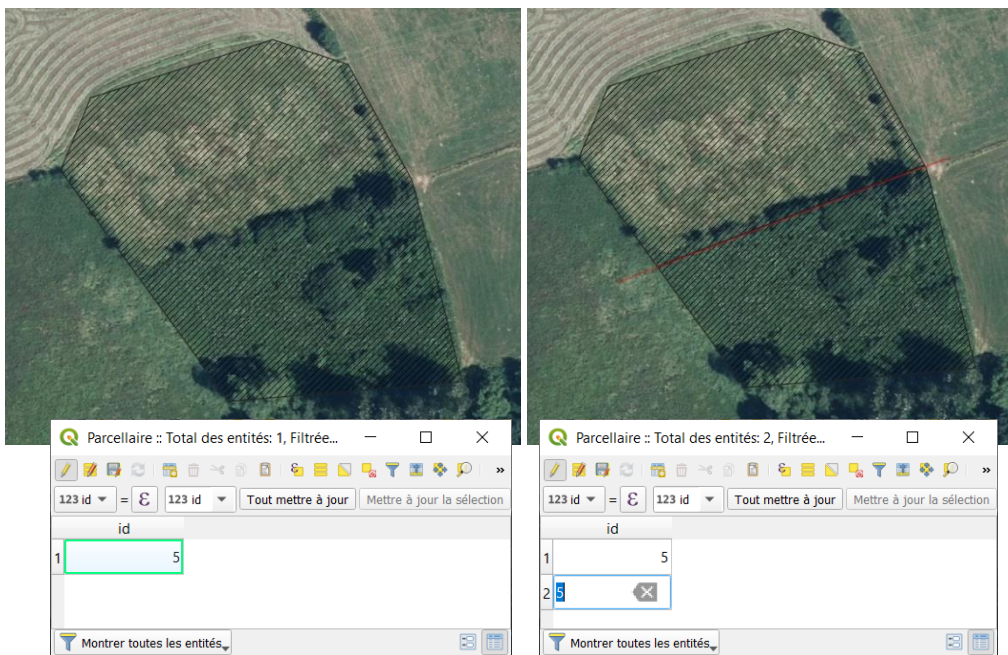 Parcellaire :: Total des entités: 1, Filtrée...
»
123 id = ε 123 id Tout mettre à jour Mettre à jour la sélection
id
1 5
Montrer toutes les entités
Parcellaire :: Total des entités: 2, Filtrée...
»
123 id = ε 123 id Tout mettre à jour Mettre à jour la sélection
id
1 5
2 5
Montrer toutes les entités